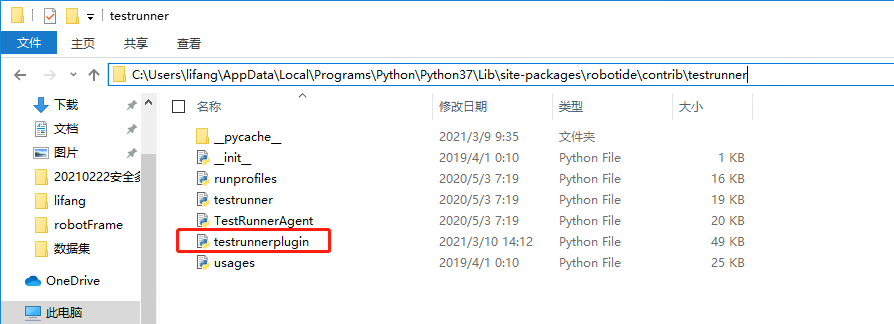 testrunner
文件 主页 共享 查看
C:\Users\lifang\AppData\Local\Programs\Python\Python37\Lib\site-packages\robotide\contrib\testrunner
下载
文档
图片
20210222安全多
lifang
robotFrame
数据集
OneDrive
此电脑
名称 修改日期 类型 大小
__pycache__ 2021/3/9 9:35 文件夹
__init__ 2019/4/1 0:10 Python File 1 KB
runprofiles 2020/5/3 7:19 Python File 16 KB
testrunner 2020/5/3 7:19 Python File 19 KB
TestRunnerAgent 2020/5/3 7:19 Python File 20 KB
testrunnerplugin 2021/3/10 14:12 Python File 49 KB
usages 2019/4/1 0:10 Python File 25 KB